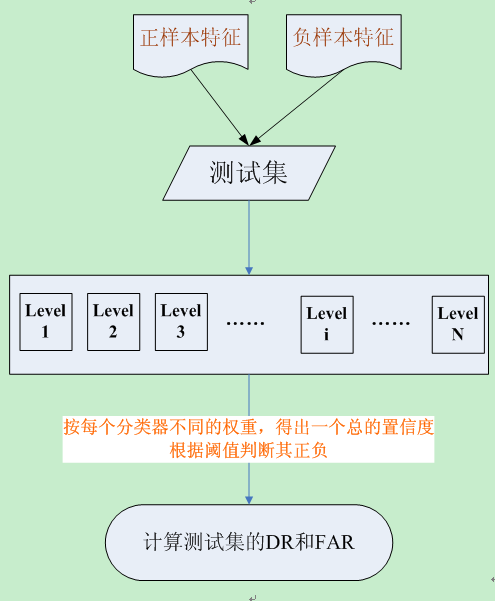 正样本特征
负样本特征
测试集
Level
1
Level
2
Level
3
......
Level
i
......
Level
N
按每个分类器不同的权重，得出一个总的置信度
根据阈值判断其正负
计算测试集的DR和FAR